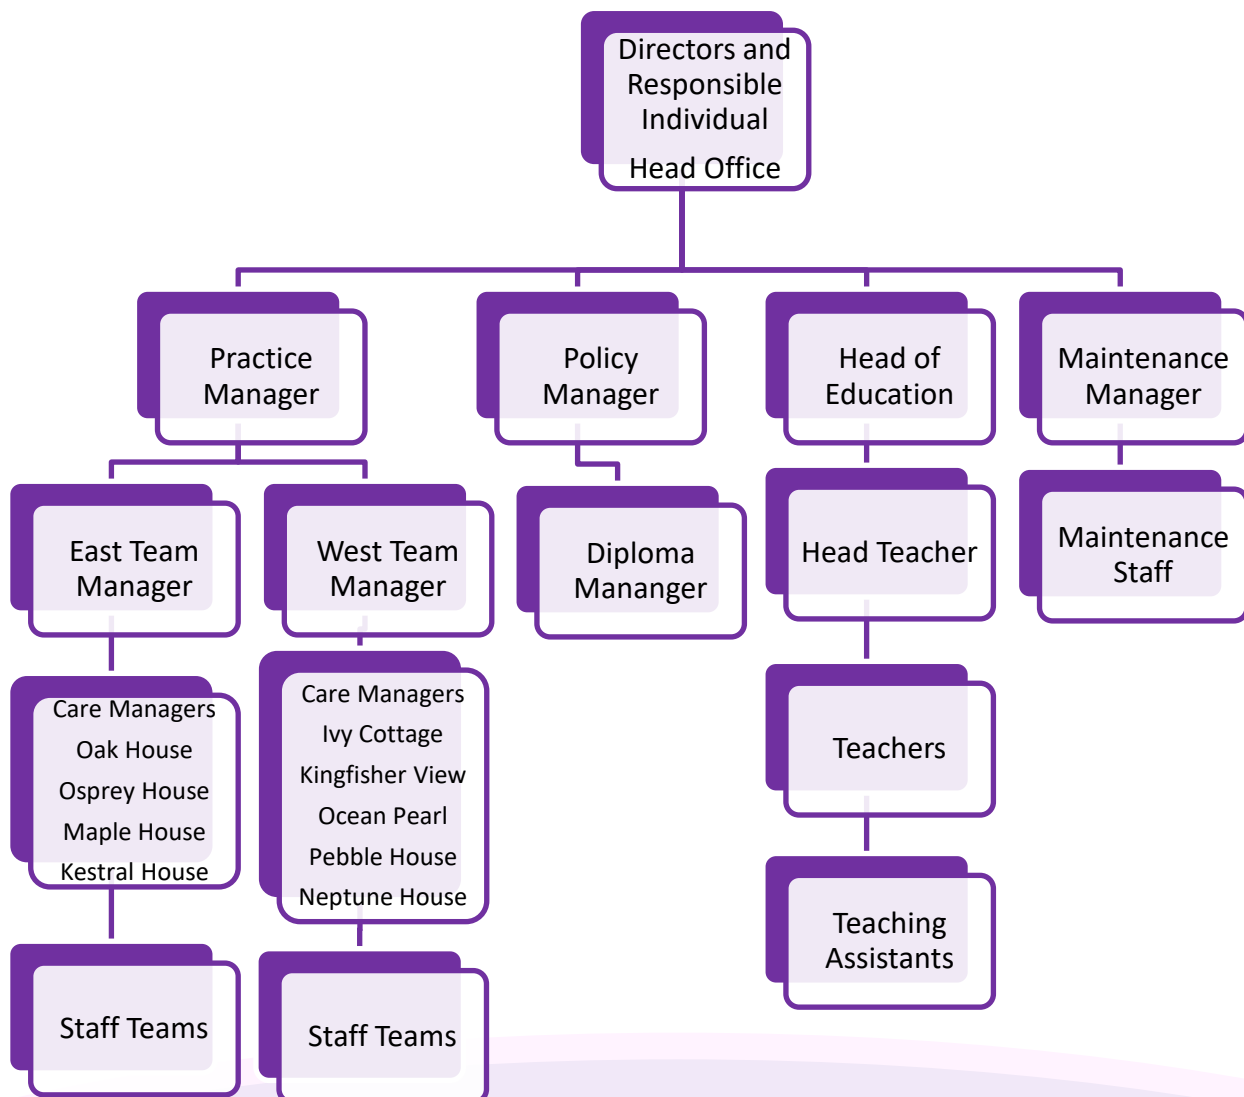 Directors and
Responsible
Individual
Head Office
Practice
Manager
Policy
Manager
Head of
Education
Maintenance
Manager
East Team
Manager
West Team
Manager
Diploma
Mananger
Head Teacher
Maintenance
Staff
Care Managers
Oak House
Osprey House
Maple House
Kestral House
Care Managers
Ivy Cottage
Kingfisher View
Ocean Pearl
Pebble House
Neptune House
Teachers
Teaching
Assistants
Staff Teams
Staff Teams